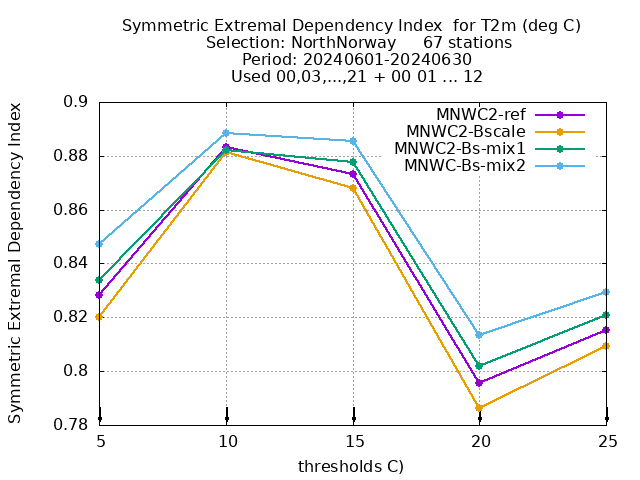 Symmetric Extremal Dependency Index  for T2m (deg C)
Selection: NorthNorway     67 stations
Period: 20240601-20240630
Used 00,03,...,21 + 00 01 ... 12
Symmetric Extremal Dependency Index
0.9
0.88
0.86
0.84
0.82
0.8
0.78
MNWC2-ref
MNWC2-Bscale
MNWC2-Bs-mix1
MNWC-Bs-mix2
5 10 15 20 25
thresholds C)